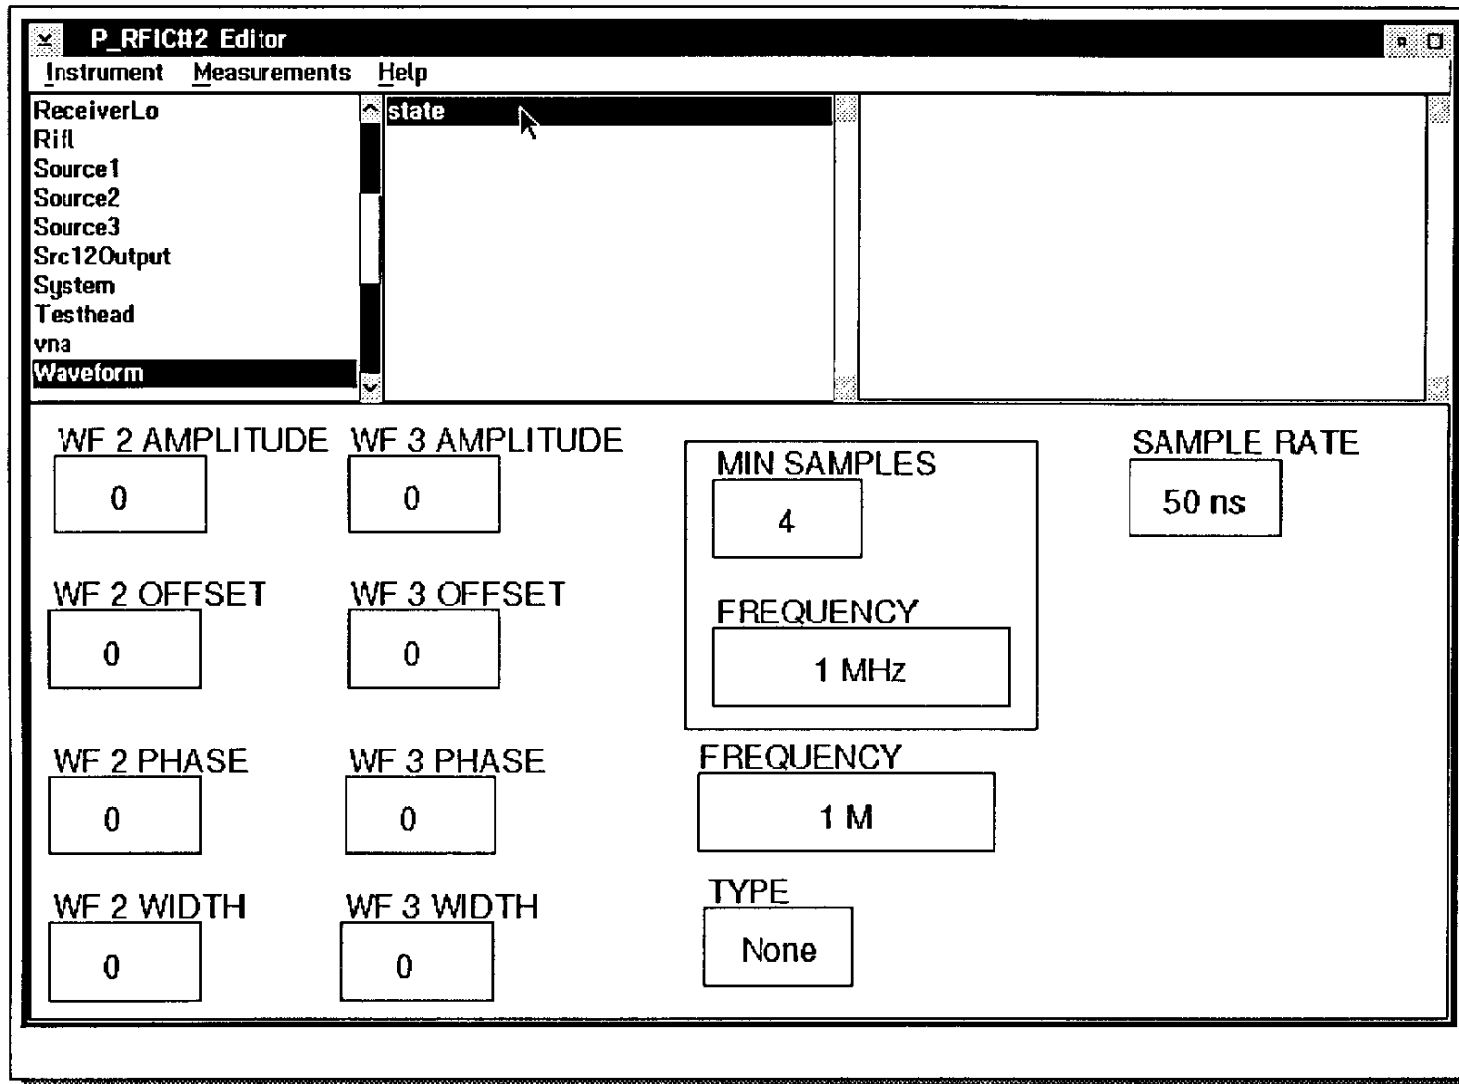 P_RFIC#2 Editor
Instrument Measurements Help
ReceiverLo
Rifl
Source1
Source2
Source3
Src12Output
System
Testhead
vna
Waveform
state
WF 2 AMPLITUDE WF 3 AMPLITUDE
0 0
WF 2 OFFSET WF 3 OFFSET
0 0
WF 2 PHASE WF 3 PHASE
0 0
WF 2 WIDTH WF 3 WIDTH
0 0
MIN SAMPLES
4
FREQUENCY
1 MHz
FREQUENCY
1 M
TYPE
None
SAMPLE RATE
50 ns